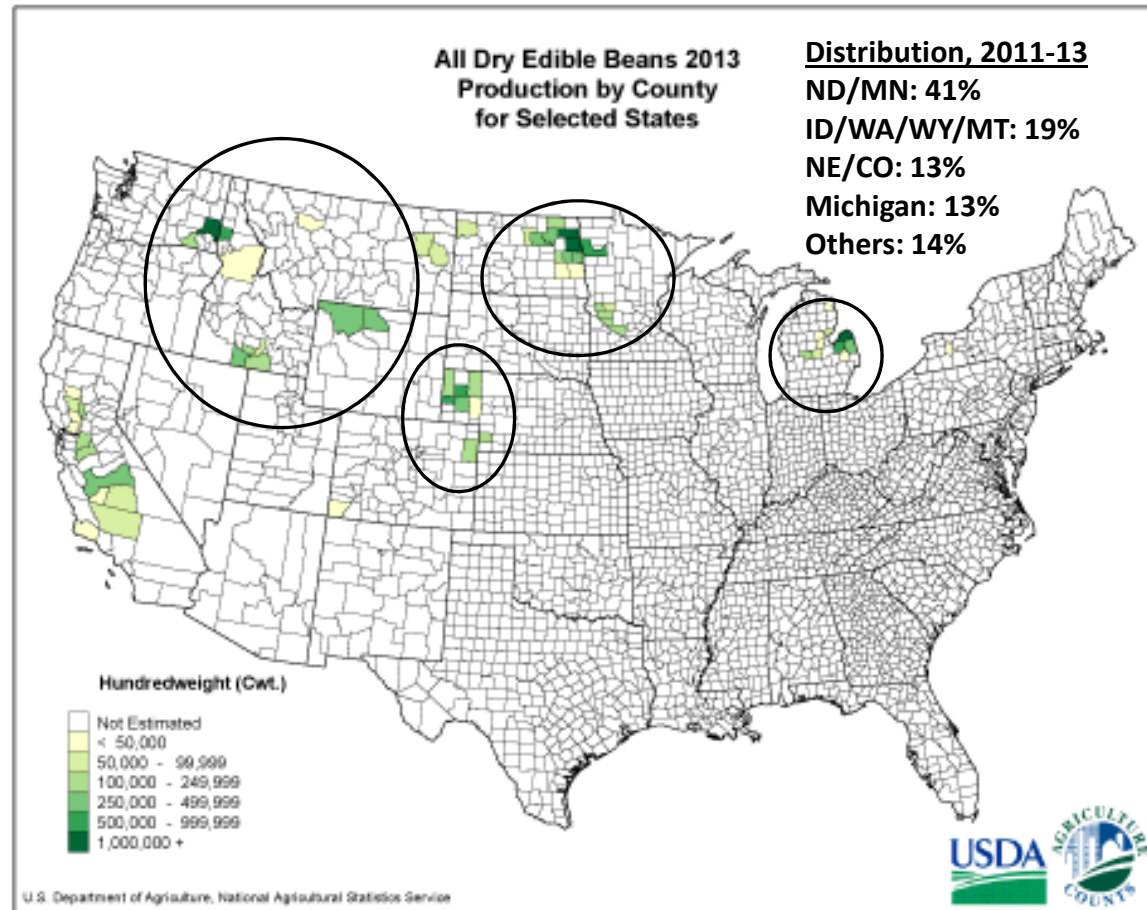 All Dry Edible Beans 2013
Production by County
for Selected States
Distribution, 2011-13
ND/MN: 41%
ID/WA/WY/MT: 19%
NE/CO: 13%
Michigan: 13%
Others: 14%
Hundredweight (Cwt.)
Not Estimated
< 50,000
50,000 - 99,999
100,000 - 249,999
250,000 - 499,999
500,000 - 999,999
1,000,000 +
U.S. Department of Agriculture, National Agricultural Statistics Service
USDA
AGRICULTURE
COUNTS